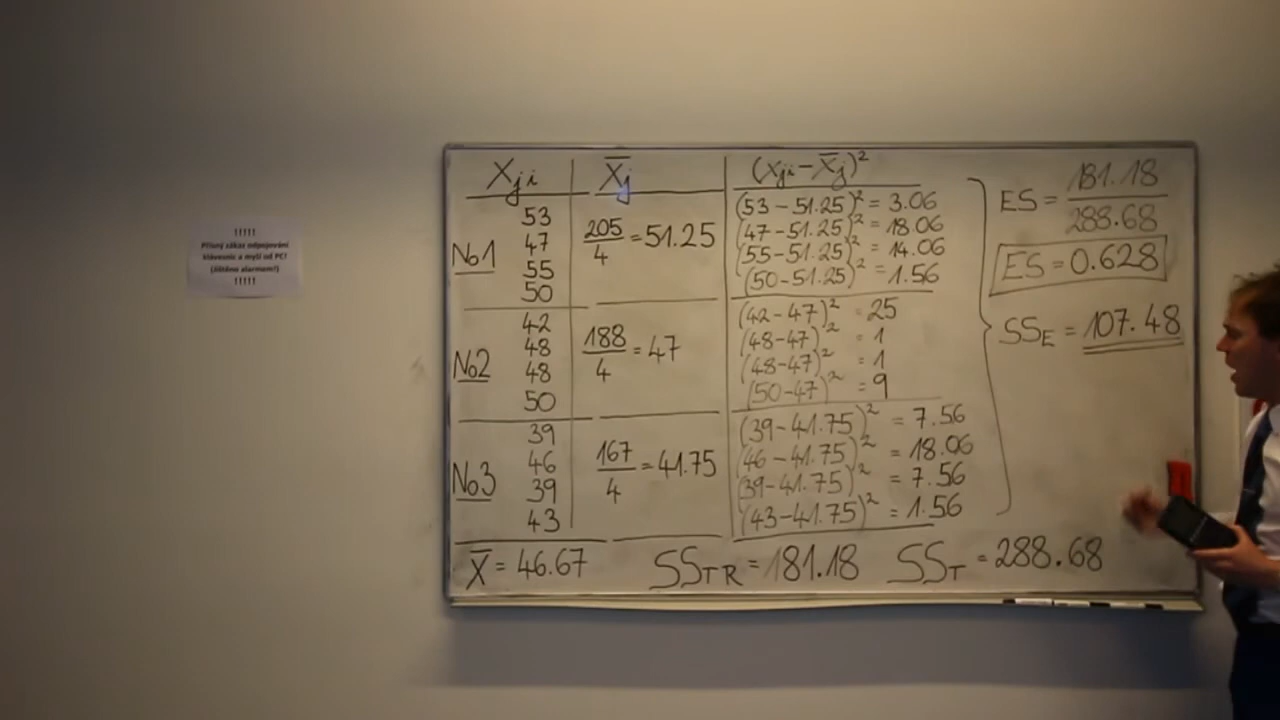 !!!!!
Přísný zákaz odpojování
klávesnic a myší od PC!
(Jištěno alarmem!)
!!!!!
Xji X̄j (xji-X̄j)²
No1
53
47
55
50
205/4=51.25
(53-51.25)²=3.06
(47-51.25)²=18.06
(55-51.25)²=14.06
(50-51.25)²=1.56
No2
42
48
48
50
188/4=47
(42-47)²=25
(48-47)²=1
(48-47)²=1
(50-47)²=9
No3
39
46
39
43
167/4=41.75
(39-41.75)²=7.56
(46-41.75)²=18.06
(39-41.75)²=7.56
(43-41.75)²=1.56
ES=181.18/288.68
ES=0.628
SSE=107.48
X̄=46.67 SSTR=181.18 SST=288.68